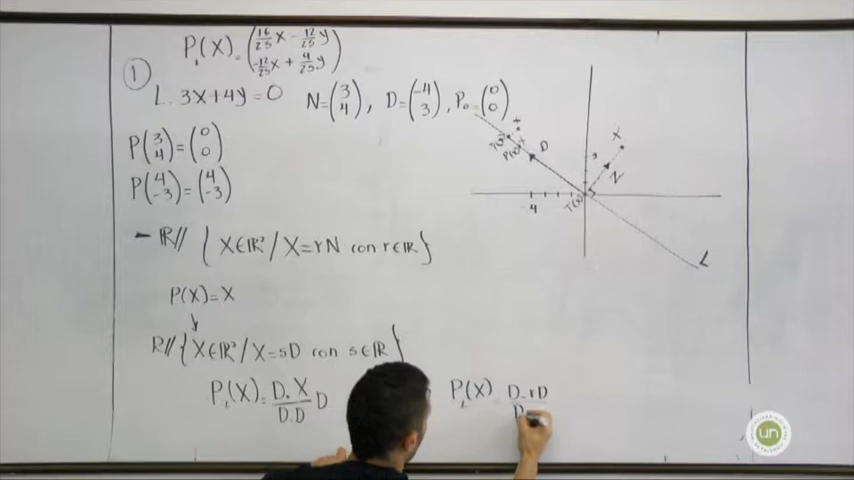 P_L(X) = (16/25 x - 12/25 y
-12/25 x + 9/25 y)
①
L: 3X+4y=0 N=(3 4), D=(-4 3), P₀=(0 0)
P(3 4)=(0 0)
P(4 -3)=(4 -3)
- R// {X∈ℝ²/X=rN con r∈ℝ}
P(X)=X
↓
R// {X∈ℝ²/X=sD con s∈ℝ}
P_L(X)= D.X/D.D D
P_L(X) = D.rD/D
X
P(X)
D
3
X
N
-4
T(X)
L
un